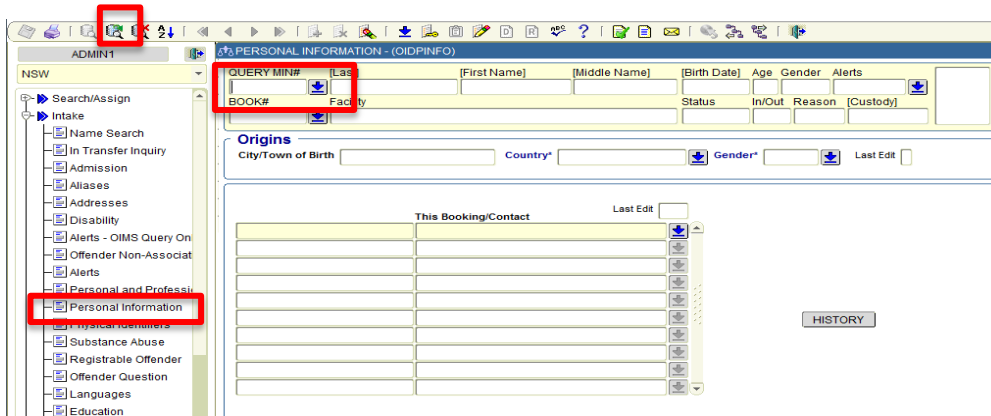 ADMIN1
PERSONAL INFORMATION - (OIDPINFO)
NSW
QUERY MIN# [Last] [First Name] [Middle Name] [Birth Date] Age Gender Alerts
BOOK# Facility Status In/Out Reason [Custody]
Search/Assign
Intake
Name Search
In Transfer Inquiry
Admission
Aliases
Addresses
Disability
Alerts - OIMS Query On
Offender Non-Associat
Alerts
Personal and Professi
Personal Information
Physical Identifiers
Substance Abuse
Registrable Offender
Offender Question
Languages
Education
Origins
City/Town of Birth Country* Gender* Last Edit
Last Edit
This Booking/Contact
HISTORY